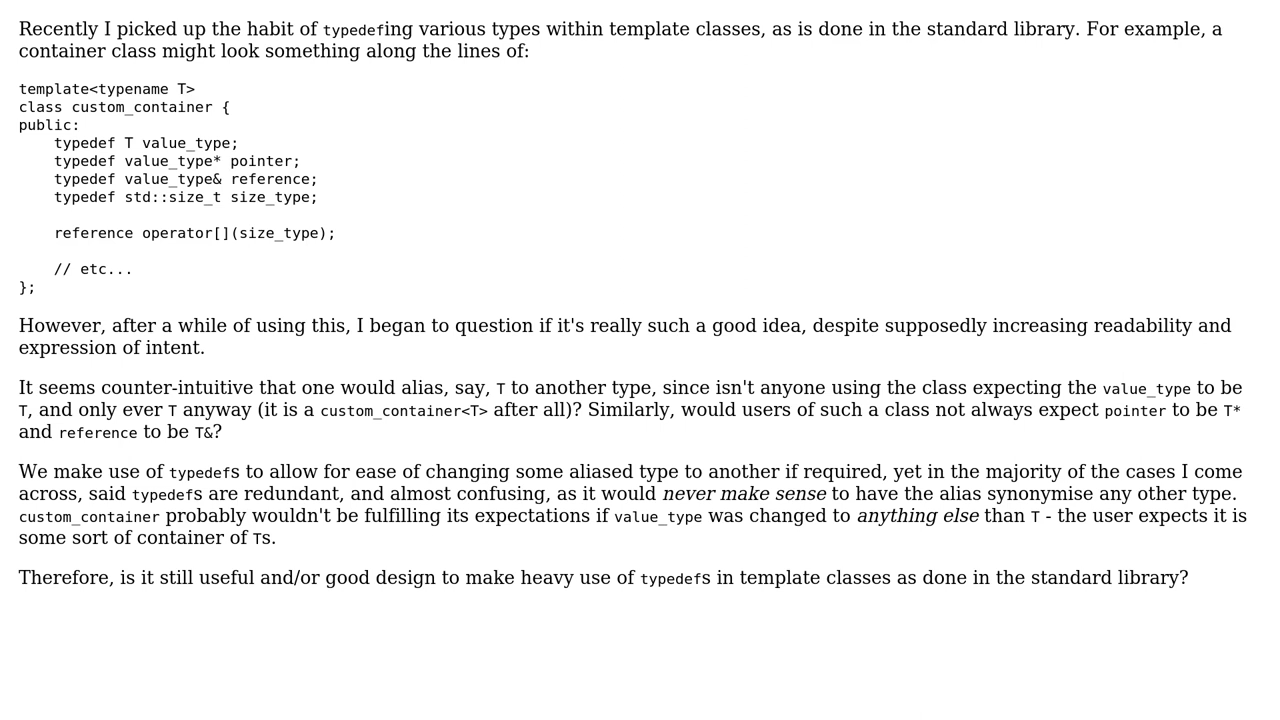 Recently I picked up the habit of typedefing various types within template classes, as is done in the standard library. For example, a
container class might look something along the lines of:
template<typename T>
class custom_container {
public:
    typedef T value_type;
    typedef value_type* pointer;
    typedef value_type& reference;
    typedef std::size_t size_type;

    reference operator[](size_type);

    // etc...
};
However, after a while of using this, I began to question if it's really such a good idea, despite supposedly increasing readability and
expression of intent.
It seems counter-intuitive that one would alias, say, T to another type, since isn't anyone using the class expecting the value_type to be
T, and only ever T anyway (it is a custom_container<T> after all)? Similarly, would users of such a class not always expect pointer to be T*
and reference to be T&?
We make use of typedefs to allow for ease of changing some aliased type to another if required, yet in the majority of the cases I come
across, said typedefs are redundant, and almost confusing, as it would never make sense to have the alias synonymise any other type.
custom_container probably wouldn't be fulfilling its expectations if value_type was changed to anything else than T - the user expects it is
some sort of container of Ts.
Therefore, is it still useful and/or good design to make heavy use of typedefs in template classes as done in the standard library?